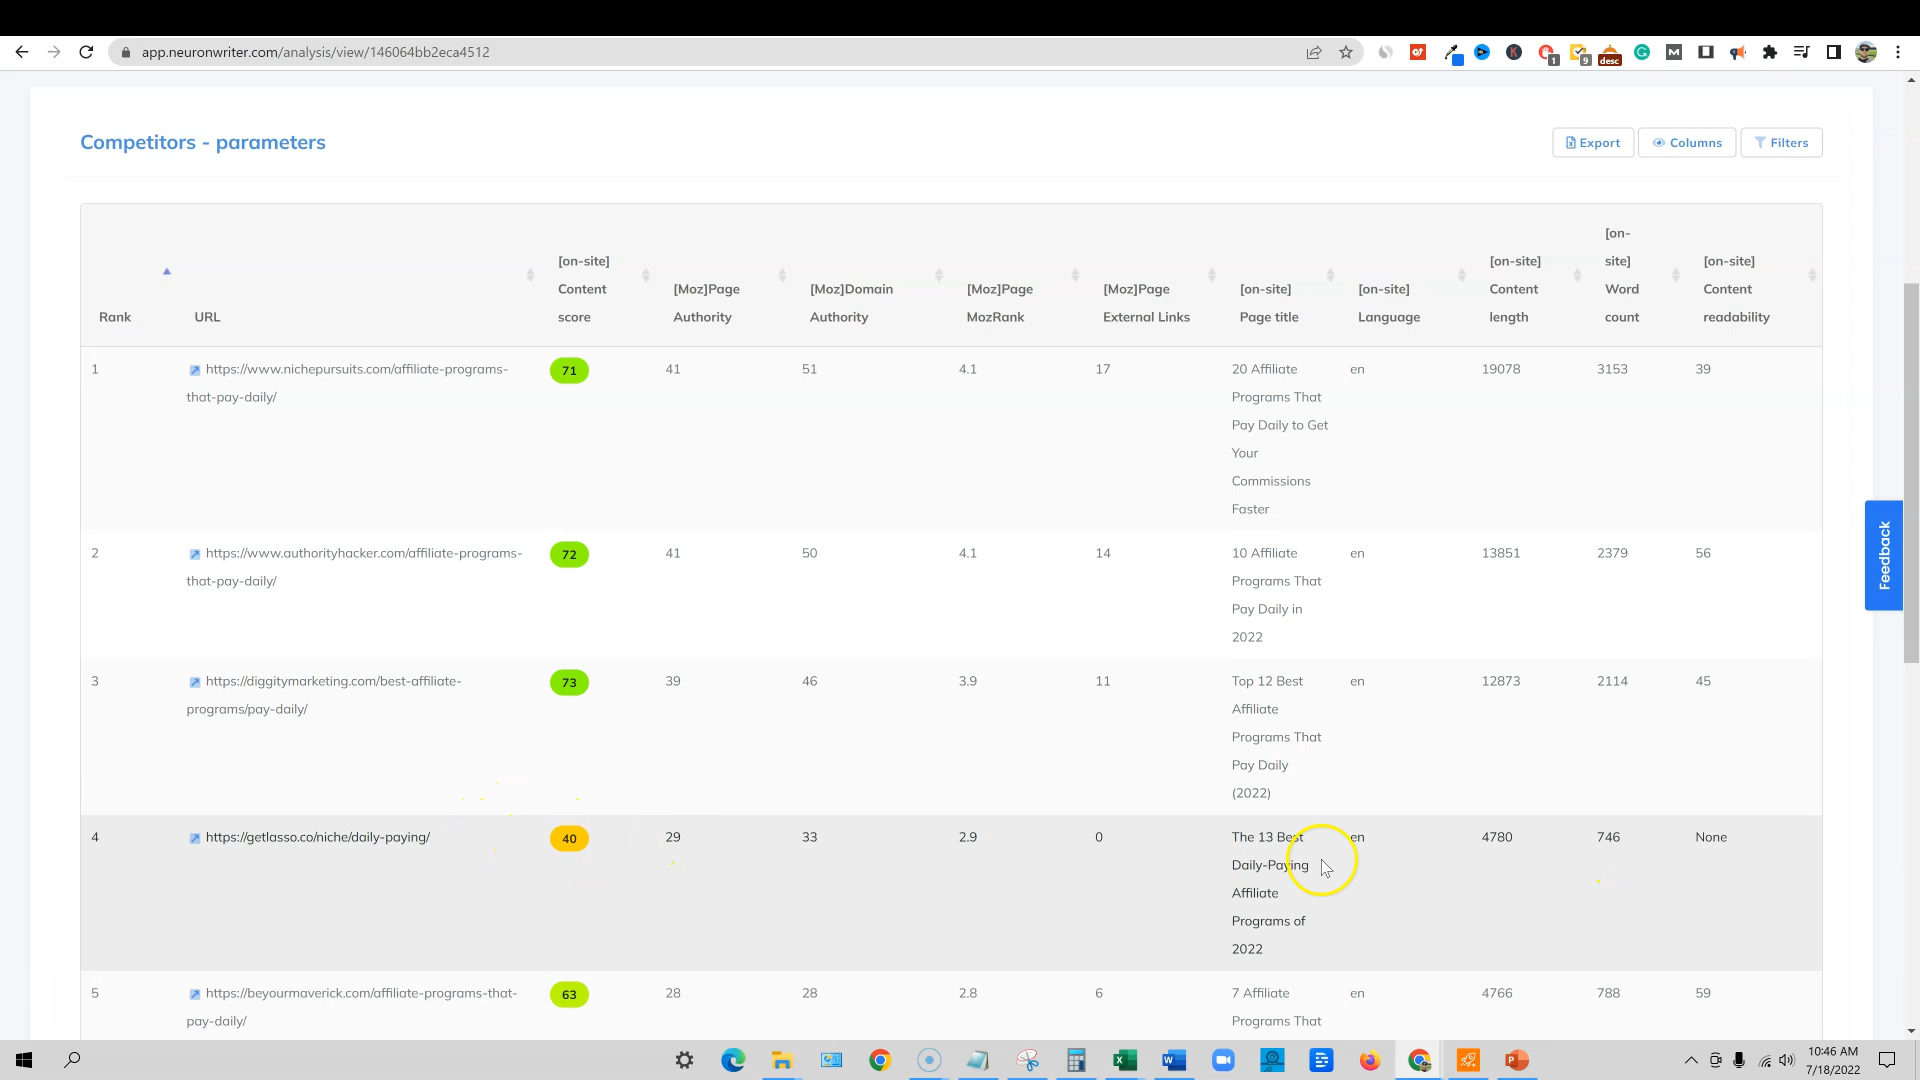 app.neuronwriter.com/analysis/view/146064bb2eca4512
1
9
desc
Competitors - parameters
Export
Columns
Filters
Rank
URL
[on-site]
Content
score
[Moz]Page
Authority
[Moz]Domain
Authority
[Moz]Page
MozRank
[Moz]Page
External Links
[on-site]
Page title
[on-site]
Language
[on-site]
Content
length
[on-
site]
Word
count
[on-site]
Content
readability
1
https://www.nichepursuits.com/affiliate-programs-
that-pay-daily/
71
41
51
4.1
17
20 Affiliate
Programs That
Pay Daily to Get
Your
Commissions
Faster
en
19078
3153
39
2
https://www.authorityhacker.com/affiliate-programs-
that-pay-daily/
72
41
50
4.1
14
10 Affiliate
Programs That
Pay Daily in
2022
en
13851
2379
56
3
https://diggitymarketing.com/best-affiliate-
programs/pay-daily/
73
39
46
3.9
11
Top 12 Best
Affiliate
Programs That
Pay Daily
(2022)
en
12873
2114
45
4
https://getlasso.co/niche/daily-paying/
40
29
33
2.9
0
The 13 Best
Daily-Paying
Affiliate
Programs of
2022
en
4780
746
None
5
https://beyourmaverick.com/affiliate-programs-that-
pay-daily/
63
28
28
2.8
6
7 Affiliate
Programs That
en
4766
788
59
Feedback
10:46 AM
7/18/2022